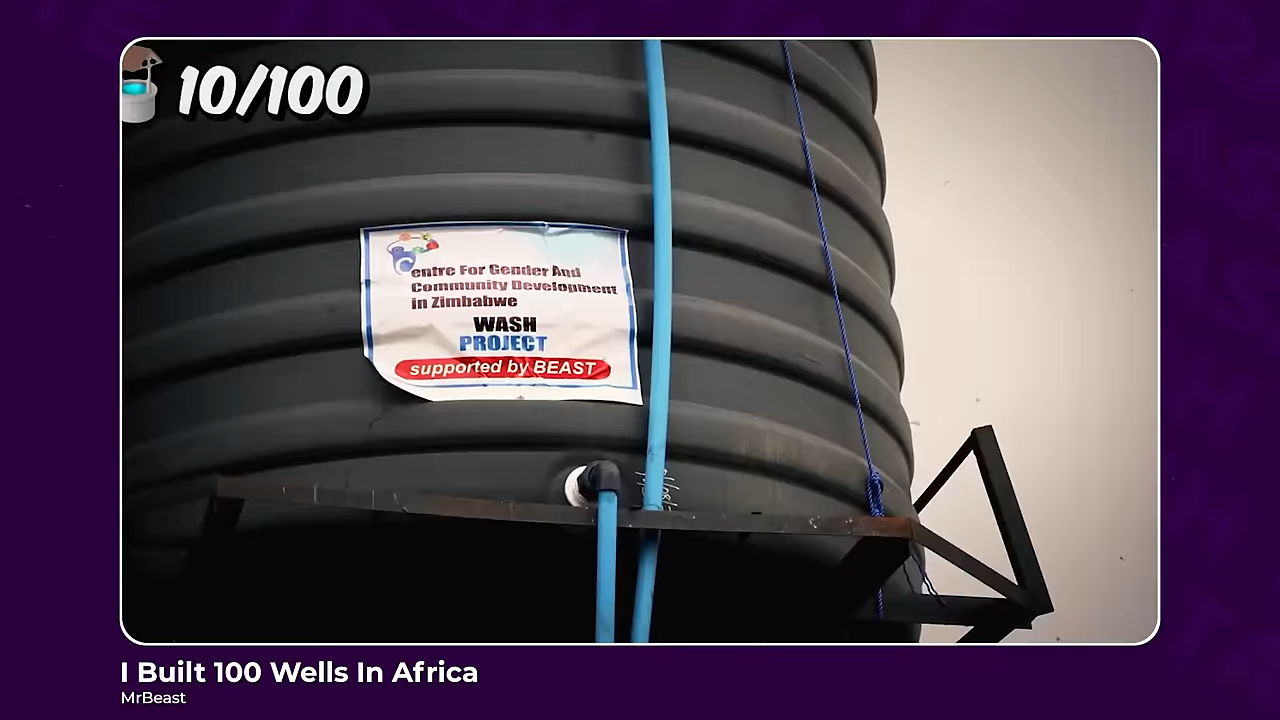 10/100
Centre For Gender And
Community Development
in Zimbabwe
WASH
PROJECT
supported by BEAST
I Built 100 Wells In Africa
MrBeast